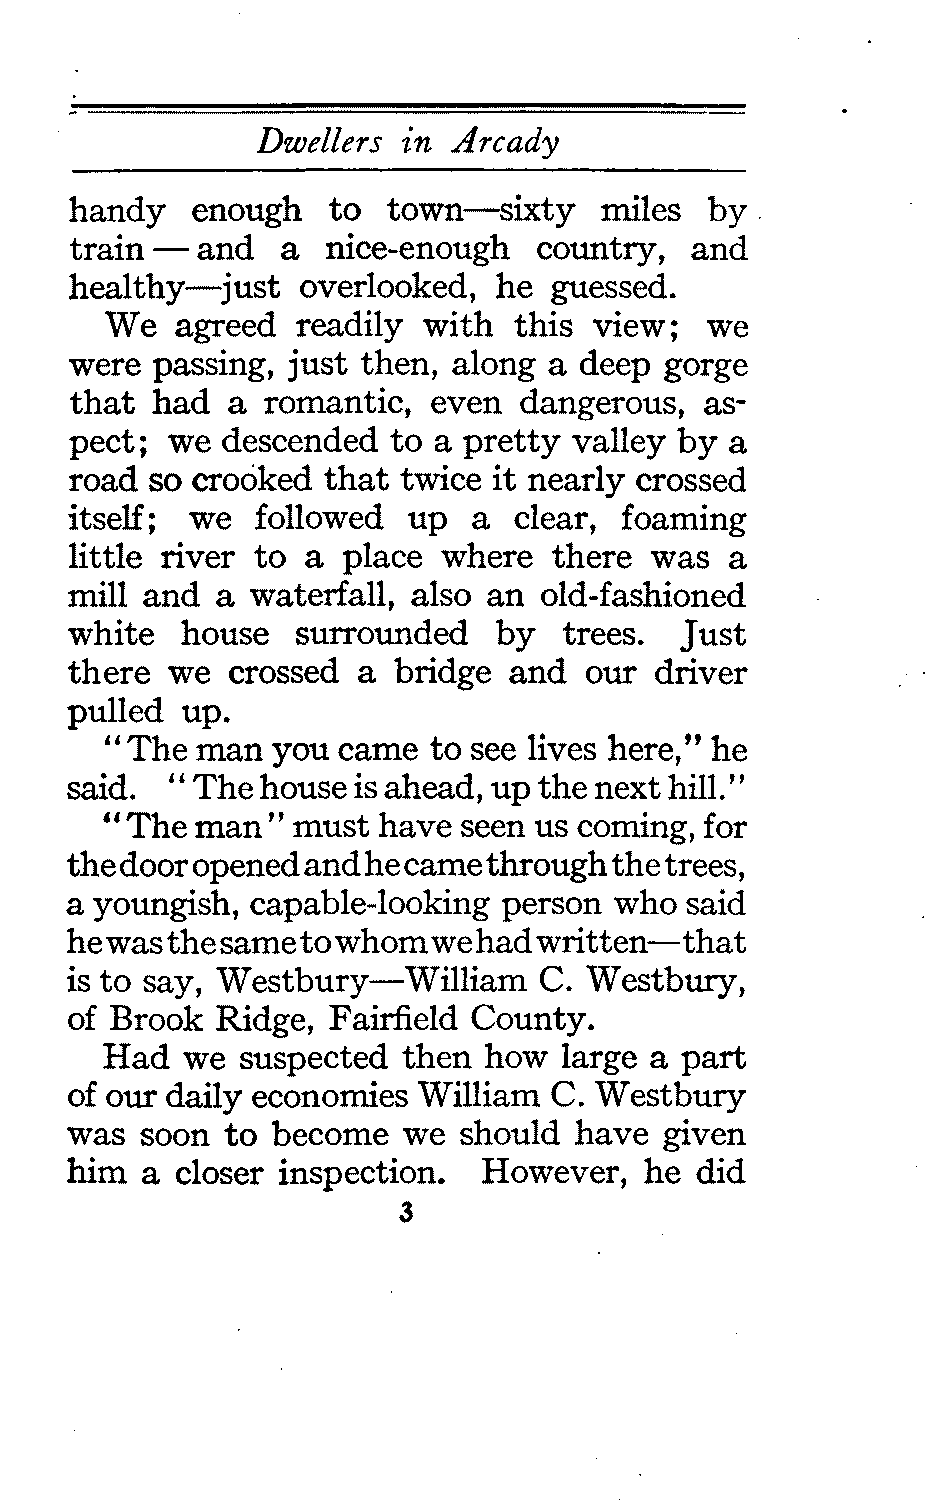 Dwellers in Arcady
handy enough to town—sixty miles by
train — and a nice-enough country, and
healthy—just overlooked, he guessed.
We agreed readily with this view; we
were passing, just then, along a deep gorge
that had a romantic, even dangerous, as-
pect; we descended to a pretty valley by a
road so crooked that twice it nearly crossed
itself; we followed up a clear, foaming
little river to a place where there was a
mill and a waterfall, also an old-fashioned
white house surrounded by trees. Just
there we crossed a bridge and our driver
pulled up.
"The man you came to see lives here," he
said. "The house is ahead, up the next hill."
"The man" must have seen us coming, for
the door opened and he came through the trees,
a youngish, capable-looking person who said
he was the same to whom we had written—that
is to say, Westbury—William C. Westbury,
of Brook Ridge, Fairfield County.
Had we suspected then how large a part
of our daily economies William C. Westbury
was soon to become we should have given
him a closer inspection. However, he did
3